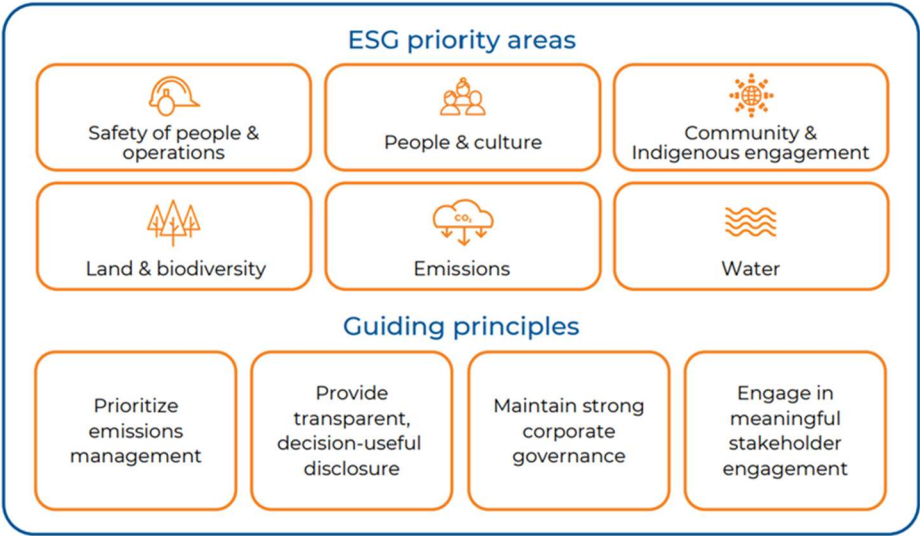 ESG priority areas
Safety of people &
operations
People & culture
Community &
Indigenous engagement
Land & biodiversity
CO₂
Emissions
Water
Guiding principles
Prioritize
emissions
management
Provide
transparent,
decision-useful
disclosure
Maintain strong
corporate
governance
Engage in
meaningful
stakeholder
engagement